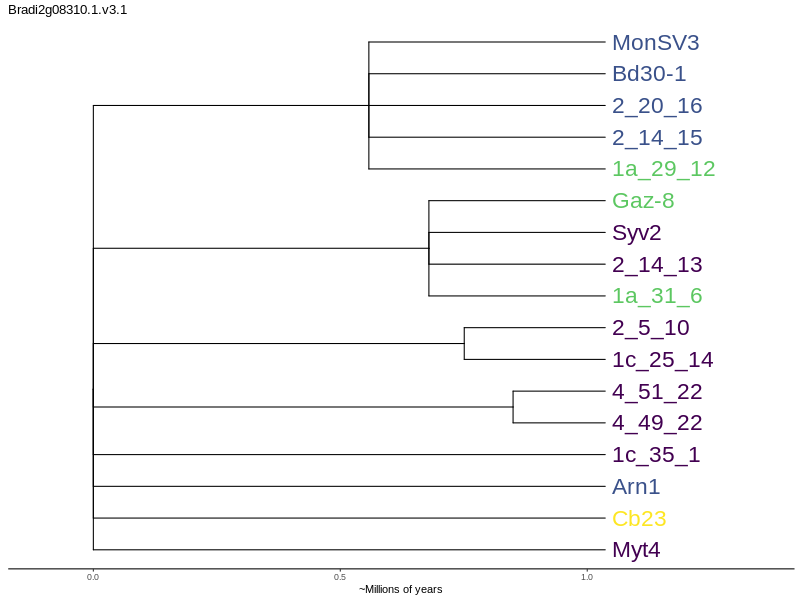 Bradi2g08310.1.v3.1
MonSV3
Bd30-1
2_20_16
2_14_15
1a_29_12
Gaz-8
Syv2
2_14_13
1a_31_6
2_5_10
1c_25_14
4_51_22
4_49_22
1c_35_1
Arn1
Cb23
Myt4
0.0 0.5 1.0
~Millions of years